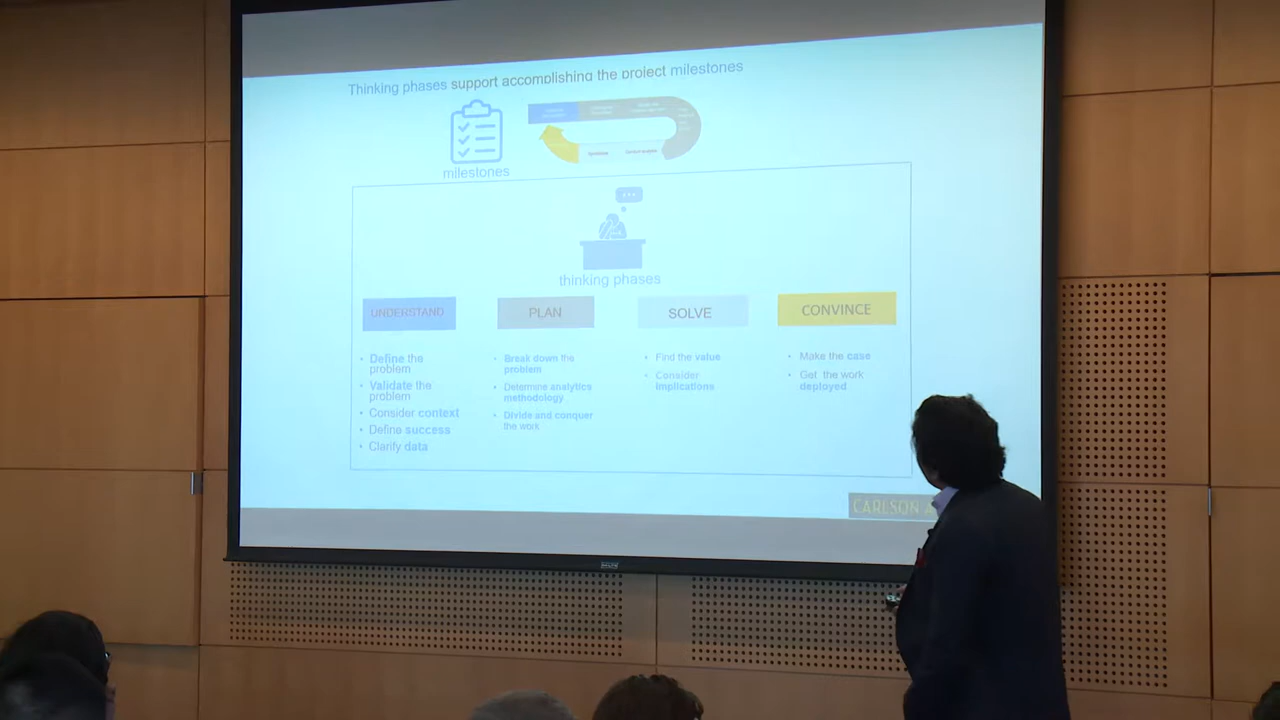 Thinking phases support accomplishing the project milestones
milestones
thinking phases
UNDERSTAND
• Define the
problem
• Validate the
problem
• Consider context
• Define success
• Clarify data
PLAN
• Break down the
problem
• Determine analytics
methodology
• Divide and conquer
the work
SOLVE
• Find the value
• Consider
implications
CONVINCE
• Make the case
• Get the work
deployed
CARLSON